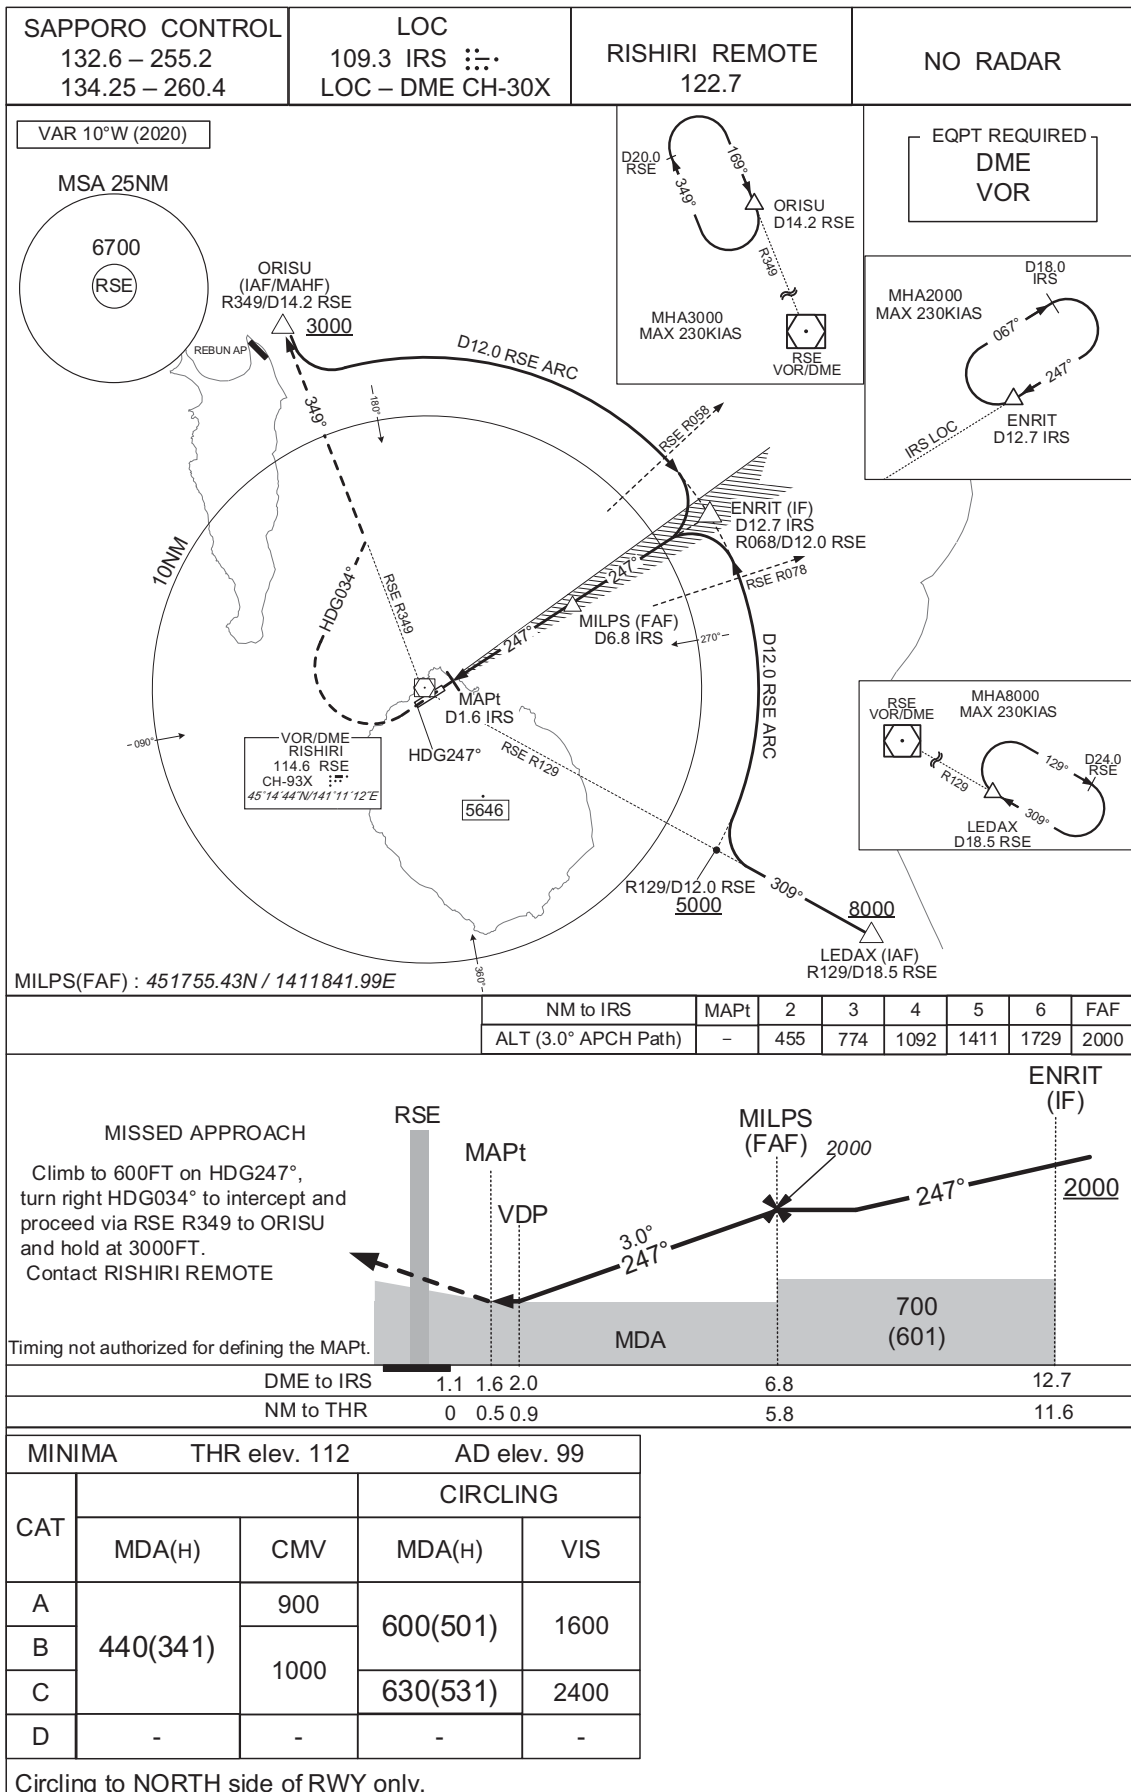 SAPPORO CONTROL
132.6 – 255.2
134.25 – 260.4
LOC
109.3 IRS
LOC – DME CH-30X
RISHIRI REMOTE
122.7
NO RADAR
VAR 10°W (2020)
MSA 25NM
6700
RSE
ORISU
(IAF/MAHF)
R349/D14.2 RSE
3000
REBUN AP
D20.0
RSE
169°
349°
ORISU
D14.2 RSE
R349
MHA3000
MAX 230KIAS
RSE
VOR/DME
EQPT REQUIRED
DME
VOR
D18.0
IRS
MHA2000
MAX 230KIAS
067°
247°
ENRIT
D12.7 IRS
IRS LOC
D12.0 RSE ARC
349°
180°
RSE R058
ENRIT (IF)
D12.7 IRS
R068/D12.0 RSE
10NM
HDG034°
RSE R349
247°
RSE R078
MILPS (FAF)
D6.8 IRS
270°
247°
D12.0 RSE ARC
MAPt
D1.6 IRS
HDG247°
RSE R129
090°
VOR/DME
RISHIRI
114.6 RSE
CH-93X
45°14´44˝N/141°11´12˝E
5646
RSE
VOR/DME
MHA8000
MAX 230KIAS
R129
129°
D24.0
RSE
309°
LEDAX
D18.5 RSE
R129/D12.0 RSE
5000
309°
8000
LEDAX (IAF)
R129/D18.5 RSE
360°
MILPS(FAF) : 451755.43N / 1411841.99E
NM to IRS MAPt 2 3 4 5 6 FAF
ALT (3.0° APCH Path) – 455 774 1092 1411 1729 2000
MISSED APPROACH
Climb to 600FT on HDG247°,
turn right HDG034° to intercept and
proceed via RSE R349 to ORISU
and hold at 3000FT.
Contact RISHIRI REMOTE
RSE
MAPt
VDP
MILPS
(FAF)
2000
ENRIT
(IF)
247°
2000
3.0°
247°
700
(601)
MDA
Timing not authorized for defining the MAPt.
DME to IRS 1.1 1.6 2.0 6.8 12.7
NM to THR 0 0.5 0.9 5.8 11.6
MINIMA THR elev. 112 AD elev. 99
CAT
CIRCLING
MDA(H) CMV MDA(H) VIS
A 900
B 440(341) 600(501) 1600
1000
C 630(531) 2400
D - - - -
Circling to NORTH side of RWY only.